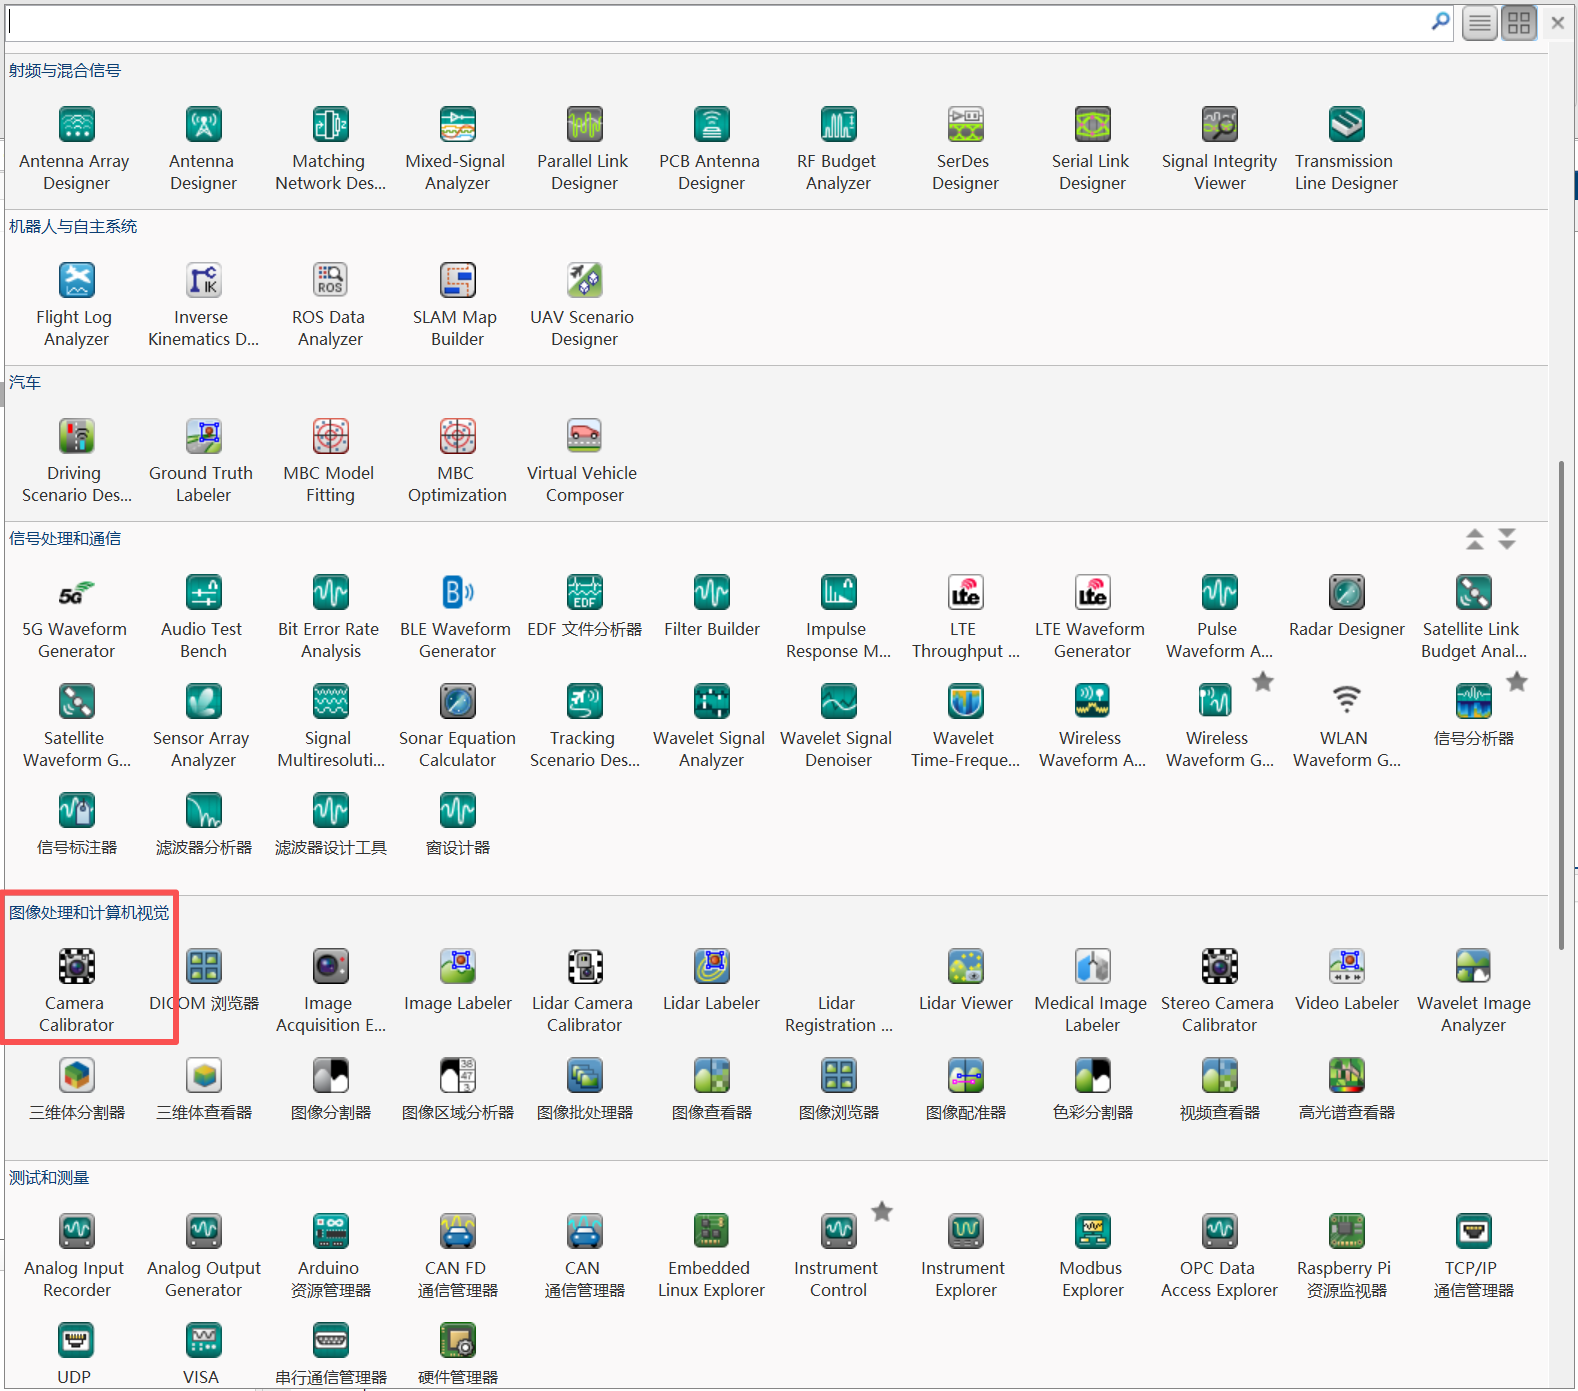 射频与混合信号
Antenna Array Designer
Antenna Designer
Matching Network Des...
Mixed-Signal Analyzer
Parallel Link Designer
PCB Antenna Designer
RF Budget Analyzer
SerDes Designer
Serial Link Designer
Signal Integrity Viewer
Transmission Line Designer
机器人与自主系统
IK
ROS
Flight Log Analyzer
Inverse Kinematics D...
ROS Data Analyzer
SLAM Map Builder
UAV Scenario Designer
汽车
Driving Scenario Des...
Ground Truth Labeler
MBC Model Fitting
MBC Optimization
Virtual Vehicle Composer
信号处理和通信
5G
B
EDF
Lte
Lte
5G Waveform Generator
Audio Test Bench
Bit Error Rate Analysis
BLE Waveform Generator
EDF 文件分析器
Filter Builder
Impulse Response M...
LTE Throughput ...
LTE Waveform Generator
Pulse Waveform A...
Radar Designer
Satellite Link Budget Anal...
Satellite Waveform G...
Sensor Array Analyzer
Signal Multiresoluti...
Sonar Equation Calculator
Tracking Scenario Des...
Wavelet Signal Analyzer
Wavelet Signal Denoiser
Wavelet Time-Freque...
Wireless Waveform A...
Wireless Waveform G...
WLAN Waveform G...
信号分析器
信号标注器
滤波器分析器
滤波器设计工具
窗设计器
图像处理和计算机视觉
Camera Calibrator
DICOM 浏览器
Image Acquisition E...
Image Labeler
Lidar Camera Calibrator
Lidar Labeler
Lidar Registration ...
Lidar Viewer
Medical Image Labeler
Stereo Camera Calibrator
Video Labeler
Wavelet Image Analyzer
38
47
3
三维体分割器
三维体查看器
图像分割器
图像区域分析器
图像批处理器
图像查看器
图像浏览器
图像配准器
色彩分割器
视频查看器
高光谱查看器
测试和测量
Analog Input Recorder
Analog Output Generator
Arduino 资源管理器
CAN FD 通信管理器
CAN 通信管理器
Embedded Linux Explorer
Instrument Control
Instrument Explorer
Modbus Explorer
OPC Data Access Explorer
Raspberry Pi 资源监视器
TCP/IP 通信管理器
UDP
VISA
串行通信管理器
硬件管理器